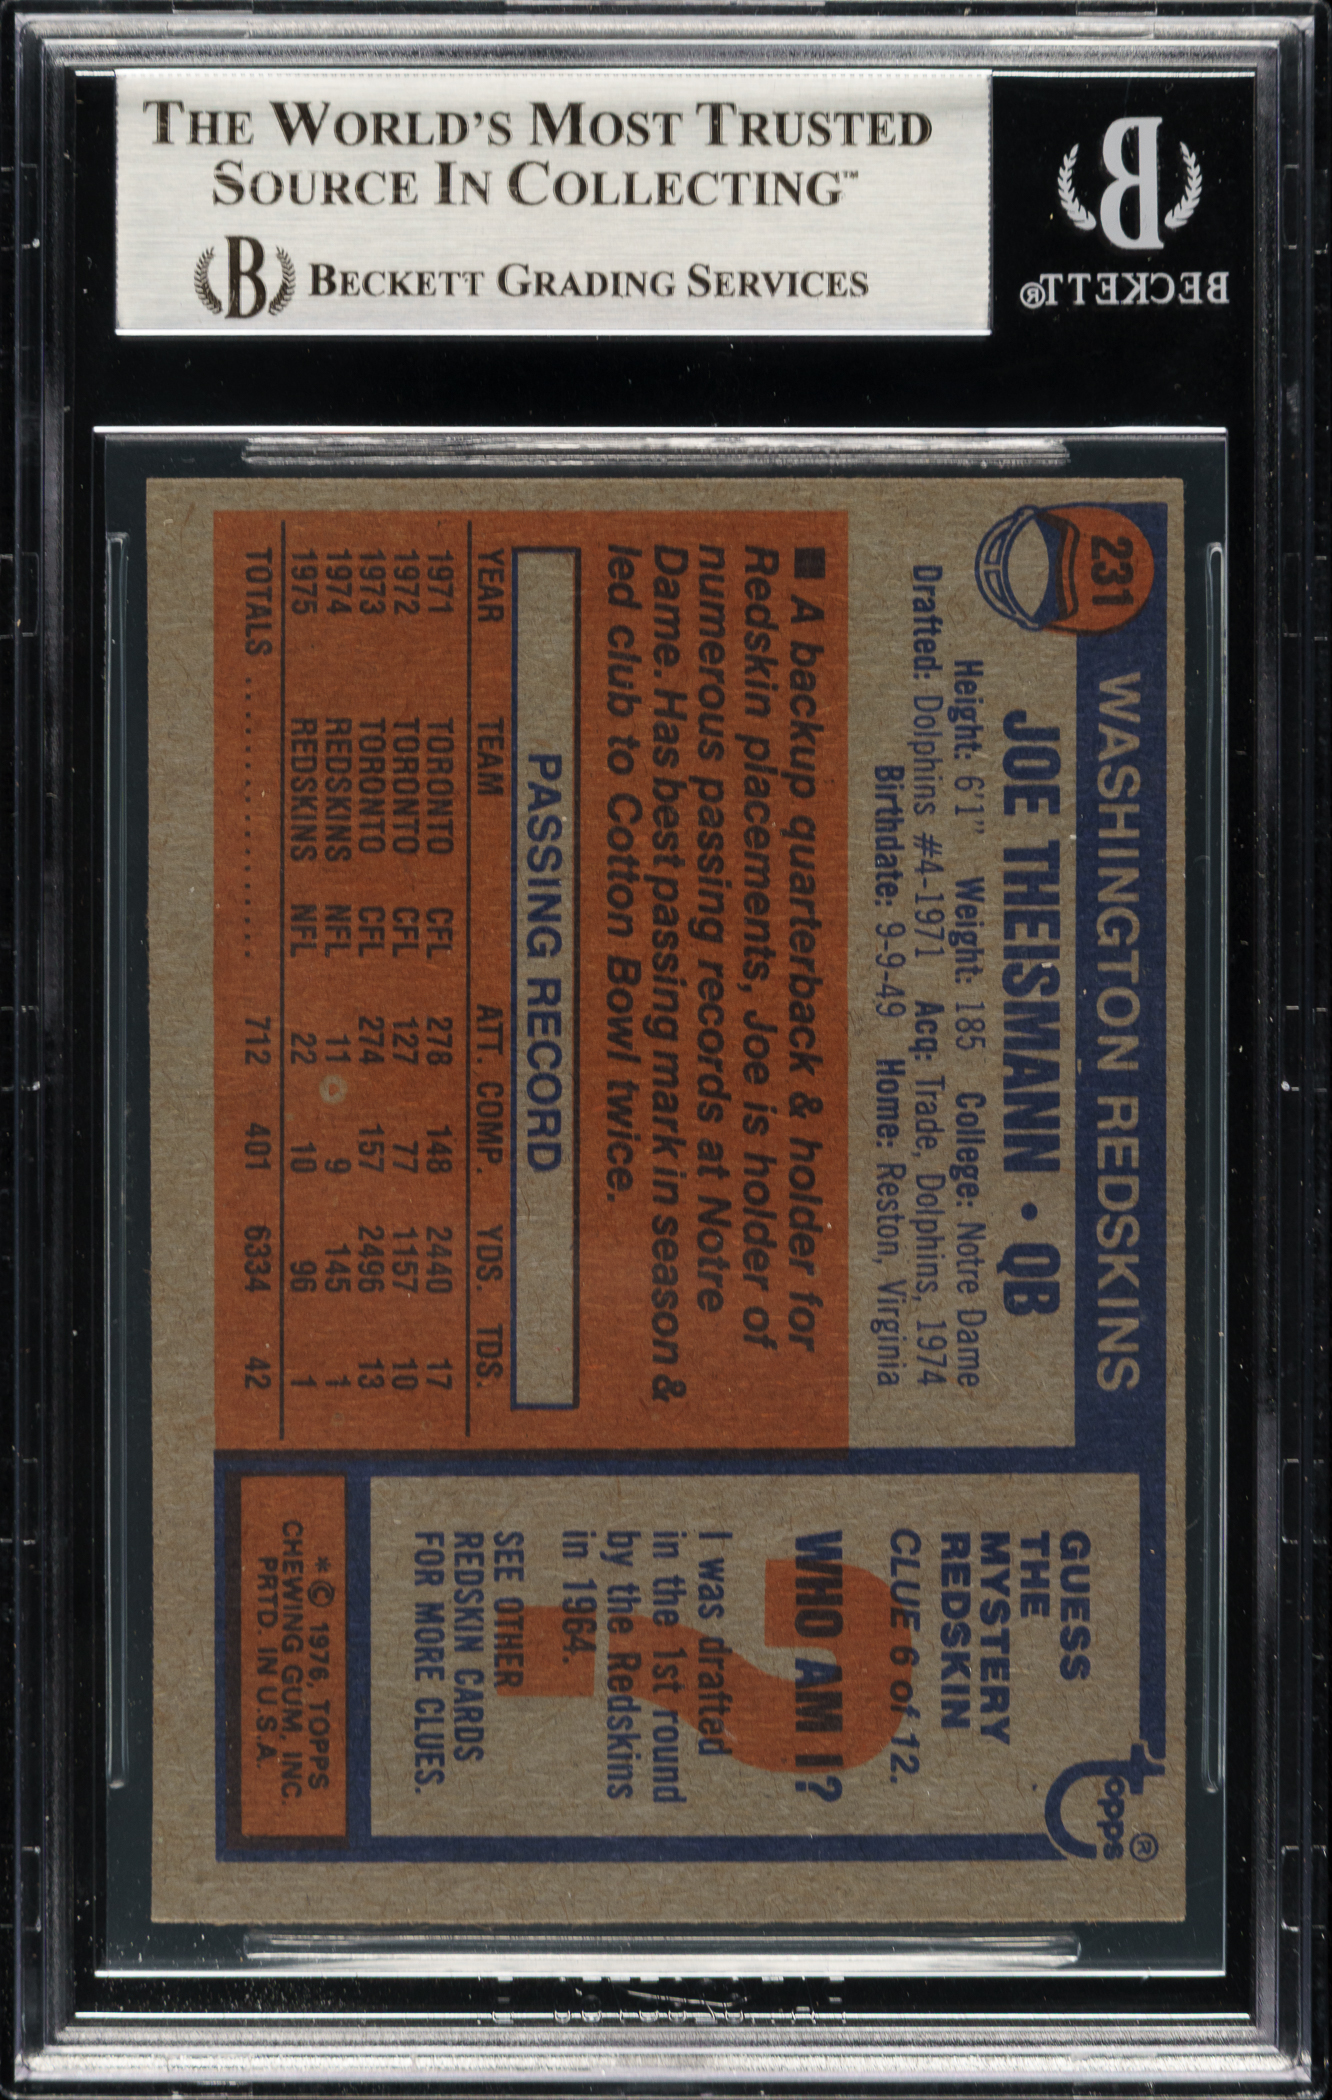 THE WORLD'S MOST TRUSTED
SOURCE IN COLLECTING™
B BECKETT GRADING SERVICES
B
BECKETT®
231
WASHINGTON REDSKINS
JOE THEISMANN • QB
Height: 6'1" Weight: 185 College: Notre Dame
Drafted: Dolphins #4-1971 Acq: Trade, Dolphins, 1974
Birthdate: 9-9-49 Home: Reston, Virginia
■ A backup quarterback & holder for
Redskin placements, Joe is holder of
numerous passing records at Notre
Dame. Has best passing mark in season &
led club to Cotton Bowl twice.
PASSING RECORD
YEAR TEAM ATT. COMP. YDS. TDS.
1971 TORONTO CFL 278 148 2440 17
1972 TORONTO CFL 127 77 1157 10
1973 TORONTO CFL 274 157 2496 13
1974 REDSKINS NFL 11 9 145 1
1975 REDSKINS NFL 22 10 96 1
TOTALS .................. 712 401 6334 42
topps®
GUESS
THE
MYSTERY
REDSKIN
CLUE 6 of 12.
WHO AM I?
I was drafted
in the 1st round
by the Redskins
in 1964.
SEE OTHER
REDSKIN CARDS
FOR MORE CLUES.
?
* © 1976, TOPPS
CHEWING GUM, INC.
PRTD. IN U.S.A.